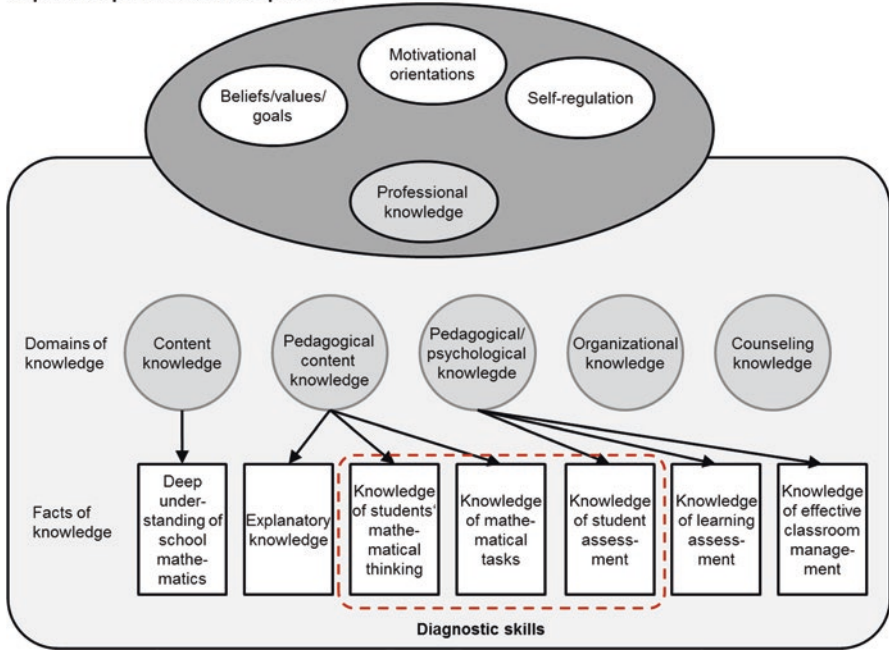 Motivational
orientations
Beliefs/values/
goals
Self-regulation
Professional
knowledge
Domains of
knowledge
Content
knowledge
Pedagogical
content
knowledge
Pedagogical/
psychological
knowlegde
Organizational
knowledge
Counseling
knowledge
Facts of
knowledge
Deep
under-
standing of
school
mathe-
matics
Explanatory
knowledge
Knowledge
of students‘
mathe-
matical
thinking
Knowledge
of mathe-
matical
tasks
Knowledge
of student
assess-
ment
Knowledge
of learning
assess-
ment
Knowledge
of effective
classroom
manage-
ment
Diagnostic skills